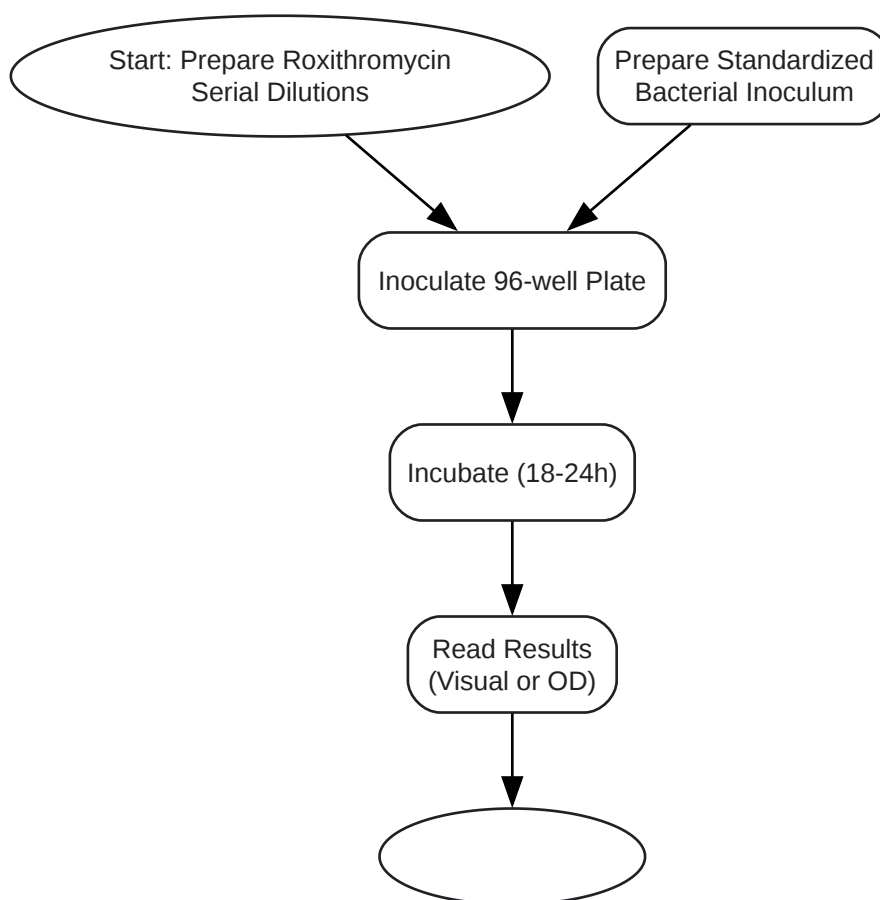 Start: Prepare Roxithromycin
Serial Dilutions
Prepare Standardized
Bacterial Inoculum
Inoculate 96-well Plate
Incubate (18-24h)
Read Results
(Visual or OD)